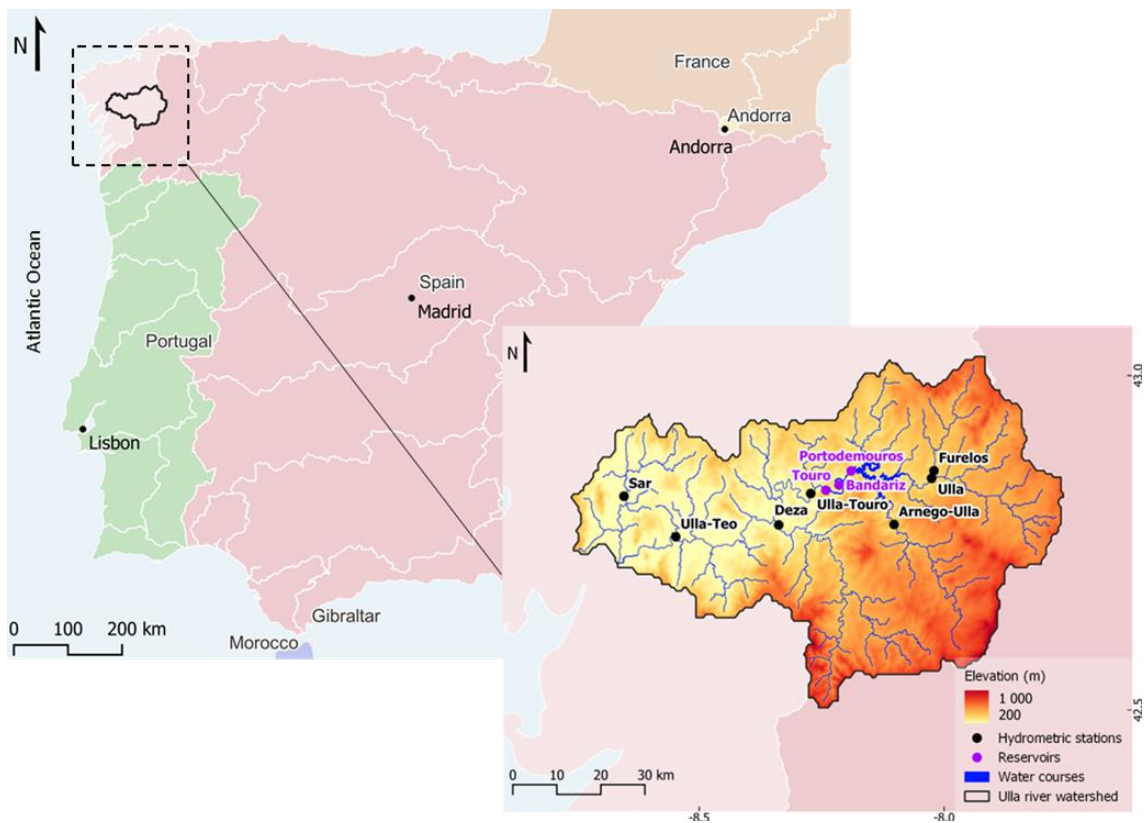 N
France
Andorra
Andorra
Atlantic Ocean
Spain
Madrid
Portugal
Lisbon
Gibraltar
Morocco
0 100 200 km
N
43.0
Portodemouros
Furelos
Touro
Bandariz
Ulla
Sar
Ulla-Touro
Deza
Arnego-Ulla
Ulla-Teo
Elevation (m)
1 000
200
Hydrometric stations
Reservoirs
Water courses
Ulla river watershed
42.5
0 10 20 30 km
-8.5
-8.0